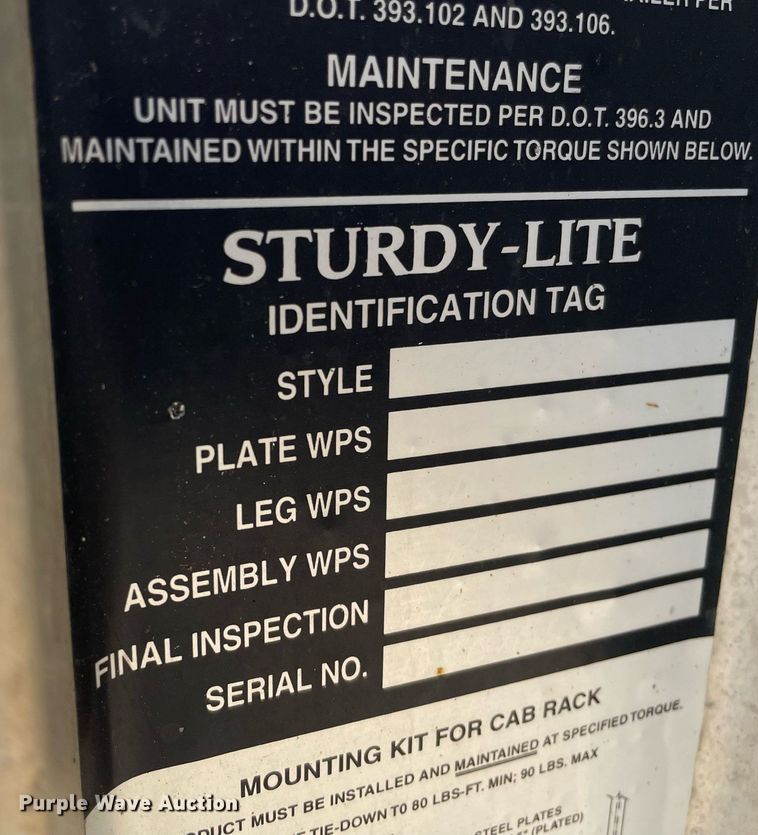 D.O.T. 393.102 AND 393.106.
MAINTENANCE
UNIT MUST BE INSPECTED PER D.O.T. 396.3 AND
MAINTAINED WITHIN THE SPECIFIC TORQUE SHOWN BELOW.
STURDY-LITE
IDENTIFICATION TAG
STYLE
PLATE WPS
LEG WPS
ASSEMBLY WPS
FINAL INSPECTION
SERIAL NO.
MOUNTING KIT FOR CAB RACK
MUST BE INSTALLED AND MAINTAINED AT SPECIFIED TORQUE.
TIE-DOWN TO 80 LBS-FT. MIN; 90 LBS. MAX
STEEL PLATES
(PLATED)
Purple Wave Auction